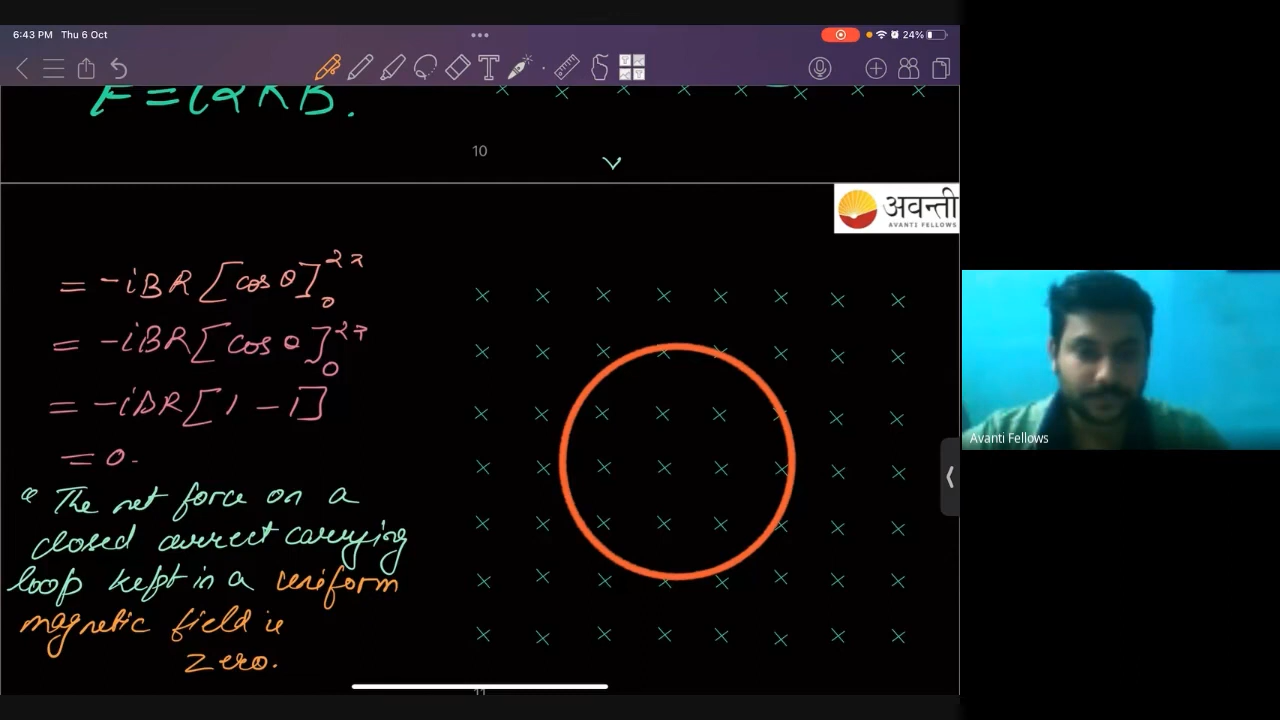 6:43 PM Thu 6 Oct
24%
F = i2RB.
10
अवन्ती
AVANTI FELLOWS
= -iBR[cos θ]₀^2π
= -iBR[cos θ]₀^2π
= -iBR[1 - 1]
= 0.
" The net force on a
closed current carrying
loop kept in a uniform
magnetic field is
zero.
11
Avanti Fellows